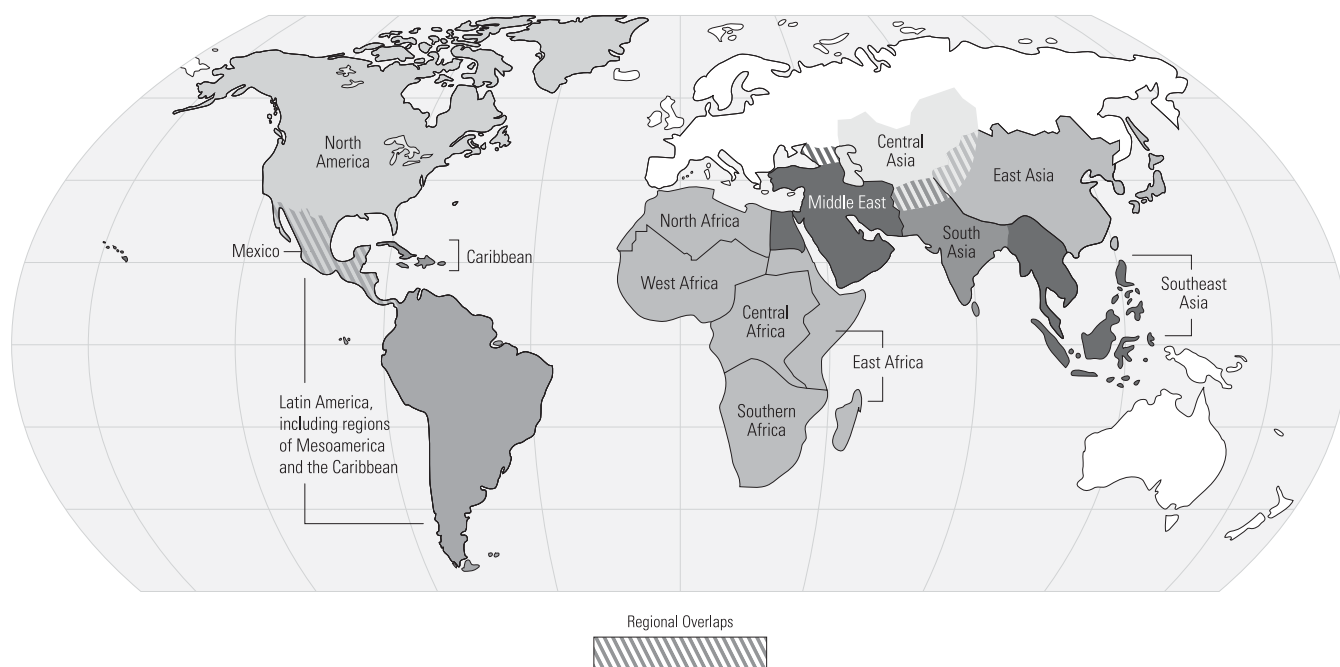 North
America
Central
Asia
East Asia
Middle East
North Africa
South
Asia
Mexico
Caribbean
West Africa
Southeast
Asia
Central
Africa
East Africa
Latin America,
including regions
of Mesoamerica
and the Caribbean
Southern
Africa
Regional Overlaps